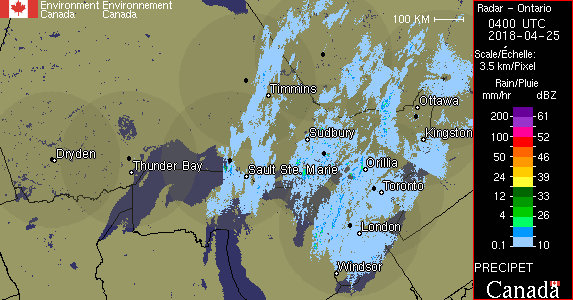 Environment Environnement
Canada Canada
100 KM
Timmins
Ottawa
Sudbury
Kingston
Dryden
Thunder Bay
Sault Ste. Marie
Orillia
Toronto
London
Windsor
Radar - Ontario
0400 UTC
2018-04-25
Scale/Échelle:
3.5 km/Pixel
Rain/Pluie
mm/hr dBZ
200 61
100 52
50 46
24 39
12 33
4 26
0.1 10
PRECIPET
Canada